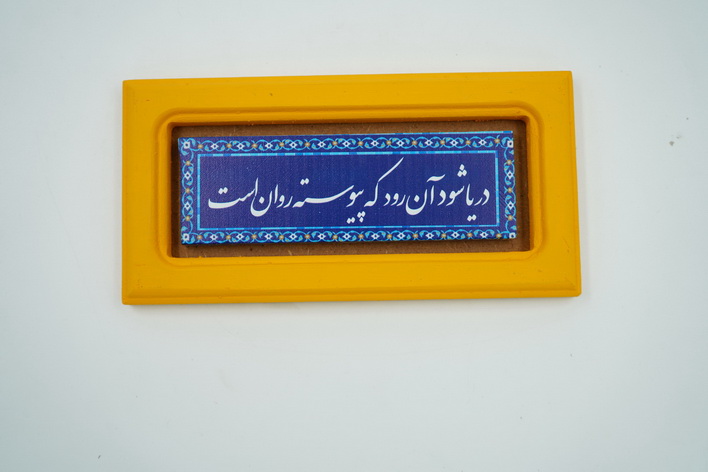 دریا شود آن رود که پیوسته روان است